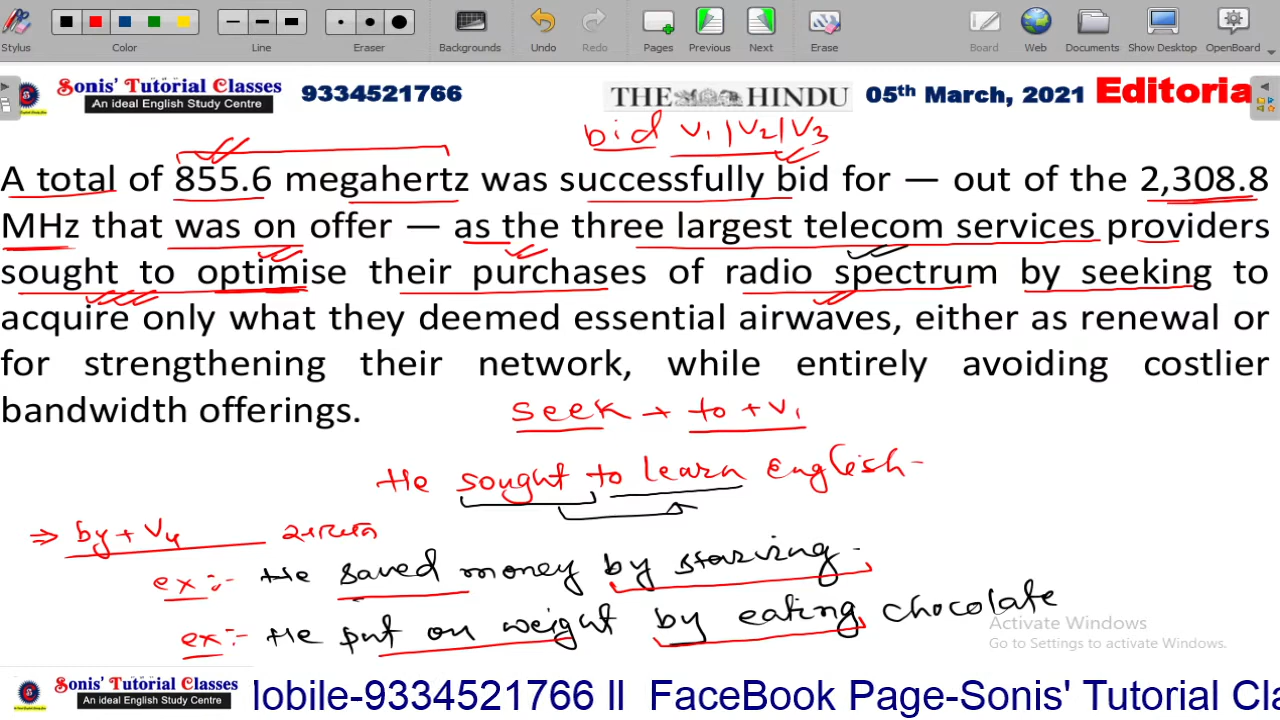 Stylus Color Line Eraser Backgrounds Undo Redo Pages Previous Next Erase Board Web Documents Show Desktop OpenBoard
Sonis' Tutorial Classes
An ideal English Study Centre
9334521766
THE HINDU
05th March, 2021 Editoria
bid V1 / V2 / V3
A total of 855.6 megahertz was successfully bid for — out of the 2,308.8
MHz that was on offer — as the three largest telecom services providers
sought to optimise their purchases of radio spectrum by seeking to
acquire only what they deemed essential airwaves, either as renewal or
for strengthening their network, while entirely avoiding costlier
bandwidth offerings.
seek + to + V1
He sought to learn English-
⇒ by + V4
ex:- He saved money by starving.
ex:- He put on weight by eating chocolate
Activate Windows
Go to Settings to activate Windows.
Sonis' Tutorial Classes
An ideal English Study Centre
Mobile-9334521766 ll FaceBook Page-Sonis' Tutorial Cla